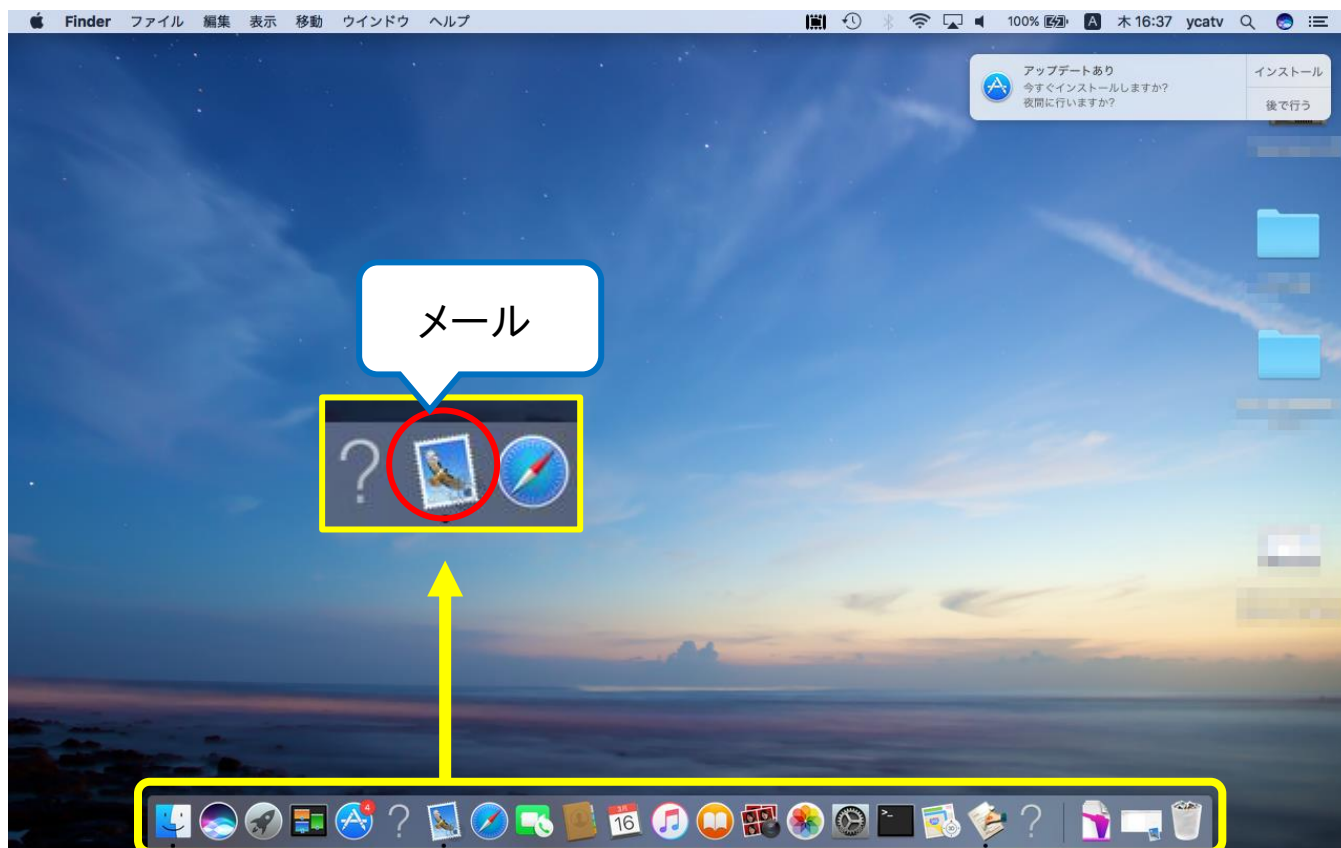 Finder ファイル 編集 表示 移動 ウインドウ ヘルプ 100% A 木 16:37 ycatv
アップデートあり
今すぐインストールしますか?
夜間に行いますか?
インストール
後で行う
メール
? 
4
?
3月
16
>_
?